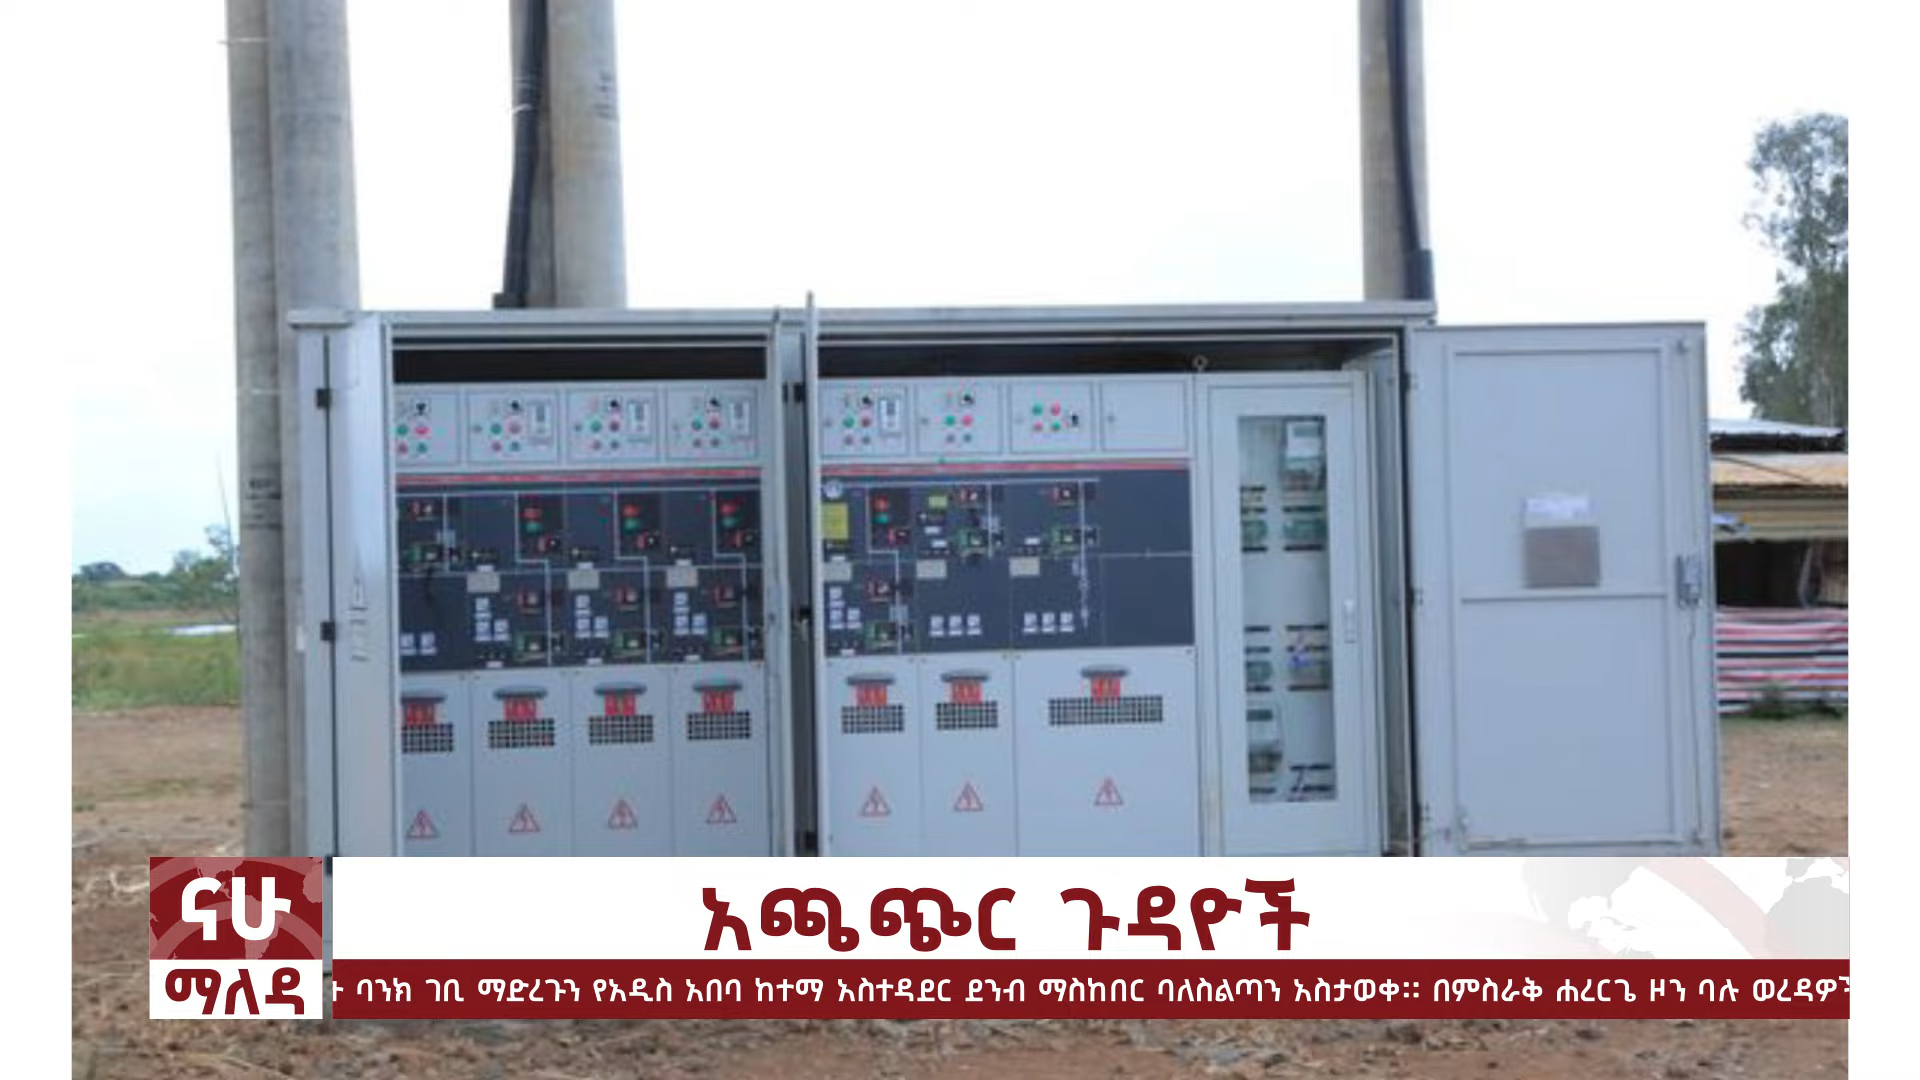 ናሁ
ማለዳ
አጫጭር ጉዳዮች
ባንክ ገቢ ማድረጉን የአዲስ አበባ ከተማ አስተዳደር ደንብ ማስከበር ባለስልጣን አስታወቀ። በምስራቅ ሐረርጌ ዞን ባሉ